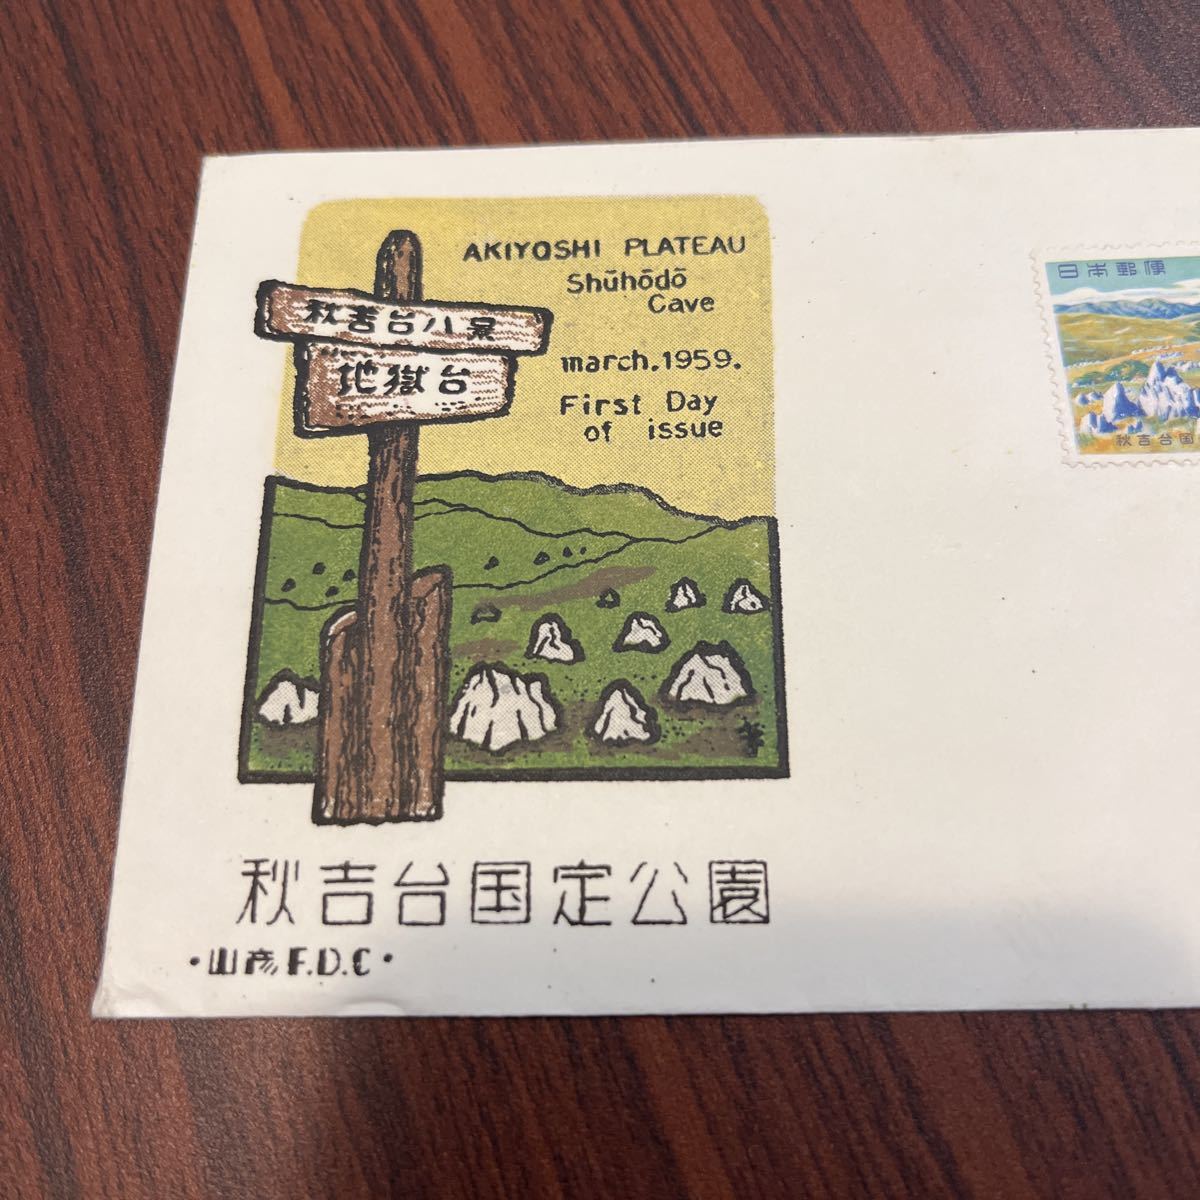 AKIYOSHI PLATEAU
Shūhōdō
Cave
march.1959.
First Day
of issue
秋吉台八景
地獄台
日本郵便
秋吉台国
秋吉台国定公園
・山彦F.D.C・